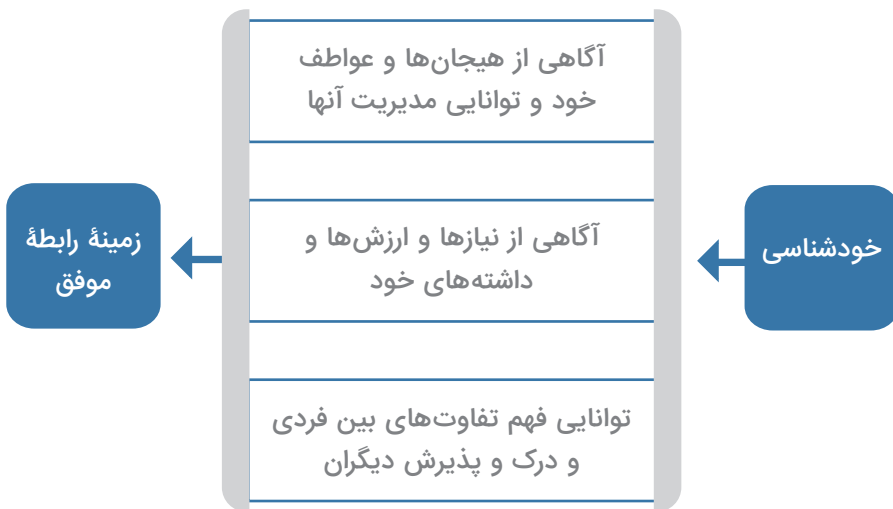 خودشناسی
آگاهی از هیجان‌ها و عواطف
خود و توانایی مدیریت آنها
آگاهی از نیازها و ارزش‌ها و
داشته‌های خود
توانایی فهم تفاوت‌های بین فردی
و درک و پذیرش دیگران
زمینهٔ رابطهٔ
موفق